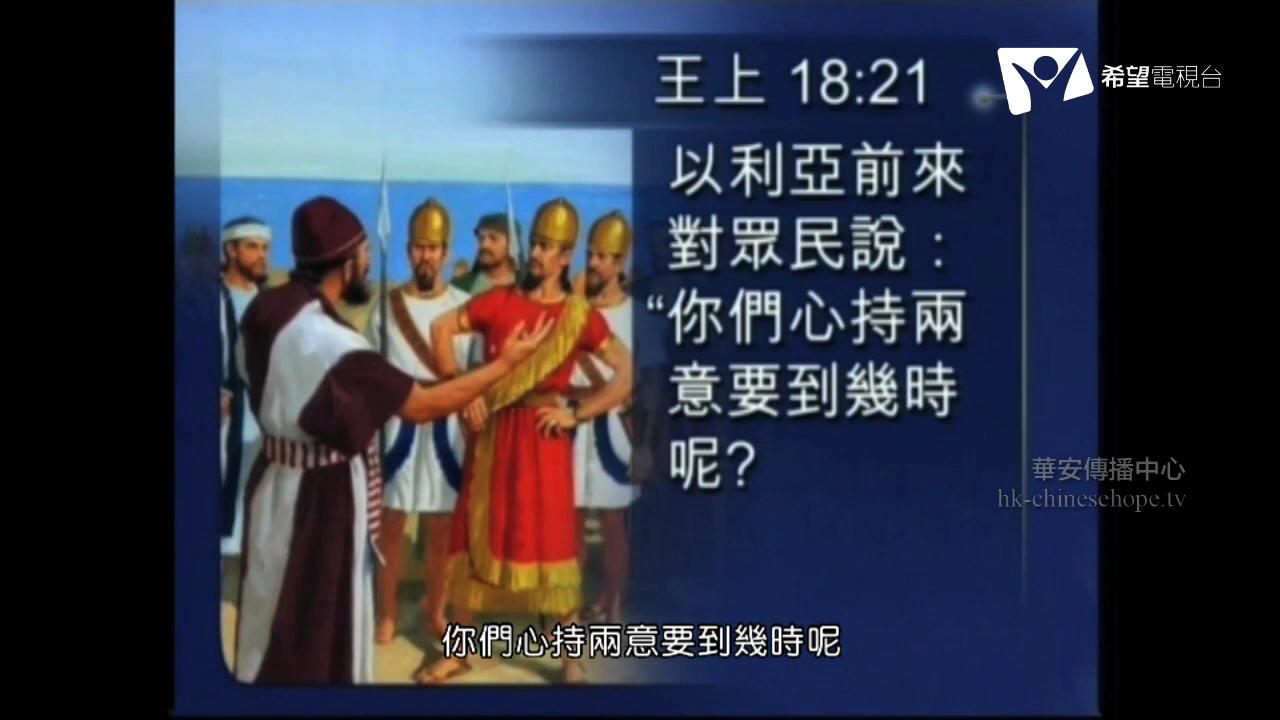 王上 18:21
希望電視台
以利亞前來
對眾民說：
“你們心持兩
意要到幾時
呢?
華安傳播中心
hk-chinesehope.tv
你們心持兩意要到幾時呢